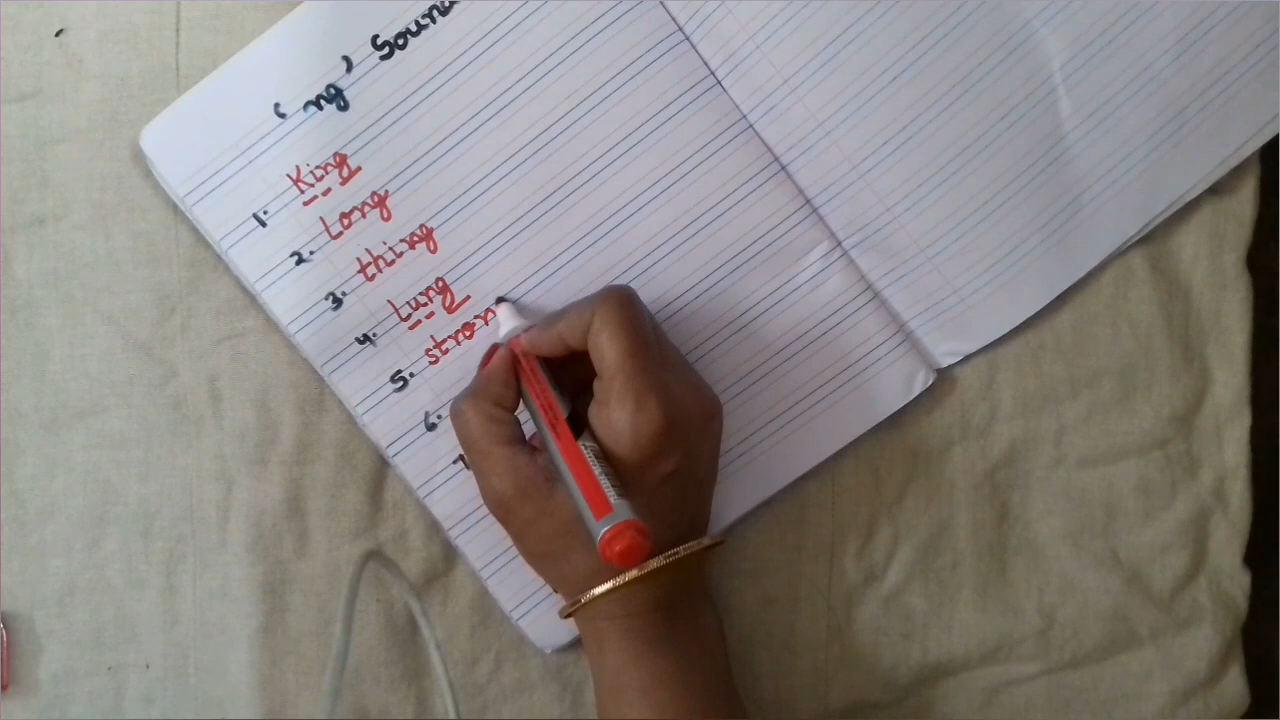 ' ng ' Sound
1. King
2. Long
3. thing
4. Lung
5. stron
6.
7